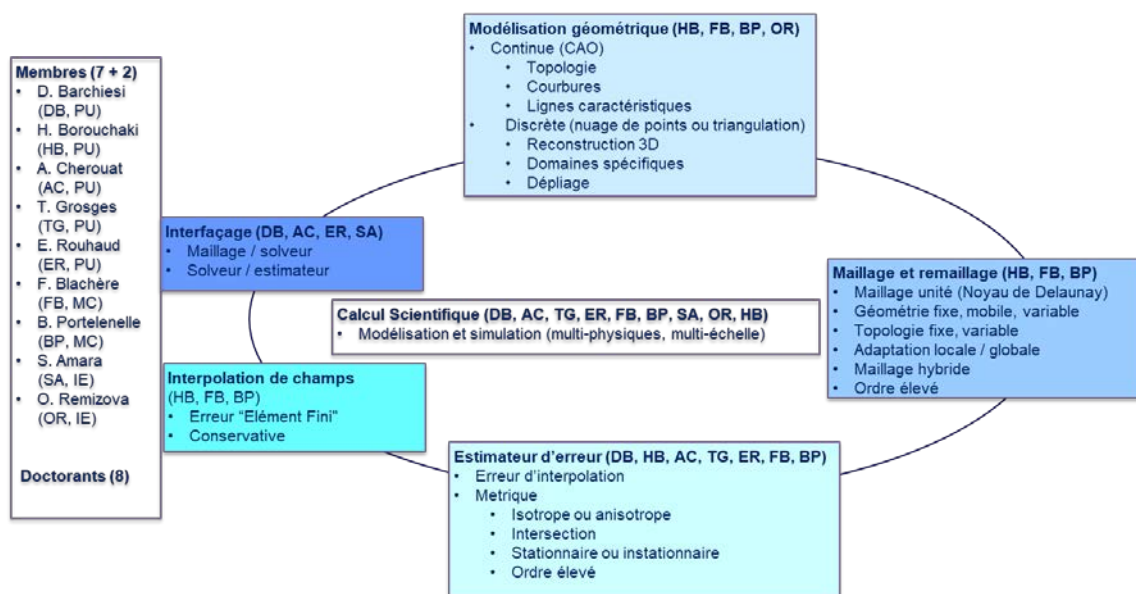 Membres (7 + 2)
• D. Barchiesi
(DB, PU)
• H. Borouchaki
(HB, PU)
• A. Cherouat
(AC, PU)
• T. Grosges
(TG, PU)
• E. Rouhaud
(ER, PU)
• F. Blachère
(FB, MC)
• B. Portelenelle
(BP, MC)
• S. Amara
(SA, IE)
• O. Remizova
(OR, IE)
Doctorants (8)
Modélisation géométrique (HB, FB, BP, OR)
• Continue (CAO)
• Topologie
• Courbures
• Lignes caractéristiques
• Discrète (nuage de points ou triangulation)
• Reconstruction 3D
• Domaines spécifiques
• Dépliage
Interfaçage (DB, AC, ER, SA)
• Maillage / solveur
• Solveur / estimateur
Maillage et remaillage (HB, FB, BP)
• Maillage unité (Noyau de Delaunay)
• Géométrie fixe, mobile, variable
• Topologie fixe, variable
• Adaptation locale / globale
• Maillage hybride
• Ordre élevé
Calcul Scientifique (DB, AC, TG, ER, FB, BP, SA, OR, HB)
• Modélisation et simulation (multi-physiques, multi-échelle)
Interpolation de champs
(HB, FB, BP)
• Erreur “Elément Fini"
• Conservative
Estimateur d’erreur (DB, HB, AC, TG, ER, FB, BP)
• Erreur d’interpolation
• Metrique
• Isotrope ou anisotrope
• Intersection
• Stationnaire ou instationnaire
• Ordre élevé